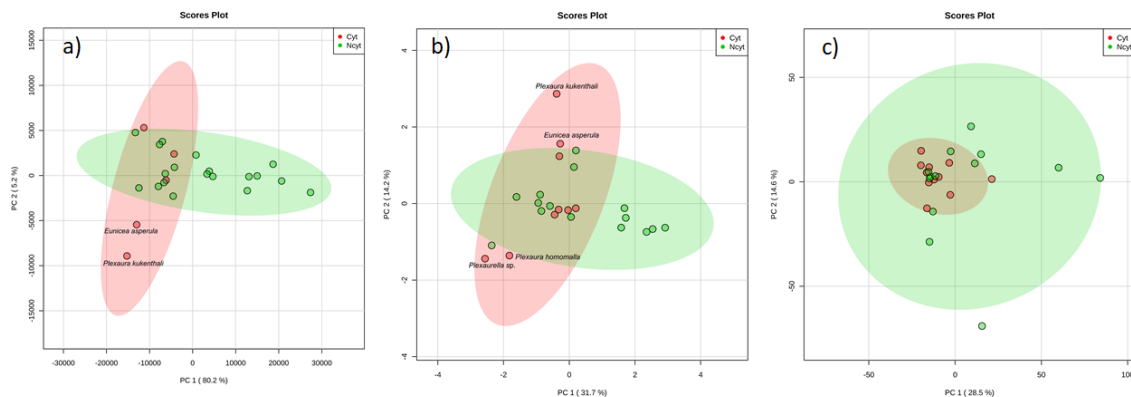 Scores Plot
a)
Cyt
Ncyt
15000
10000
5000
0
-5000
-10000
-15000
PC 2 ( 5.2 %)
Eunicea asperula
Plexaura kukenthali
-30000 -20000 -10000 0 10000 20000 30000
PC 1 ( 80.2 %)
Scores Plot
b)
Cyt
Ncyt
4
2
0
-2
-4
PC 2 ( 14.2 %)
Plexaura kukenthali
Eunicea asperula
Plexaura homomalla
Plexaurella sp.
-4 -2 0 2 4
PC 1 ( 31.7 %)
Scores Plot
c)
Cyt
Ncyt
50
0
-50
PC 2 ( 14.6 %)
-50 0 50 100
PC 1 ( 28.5 %)